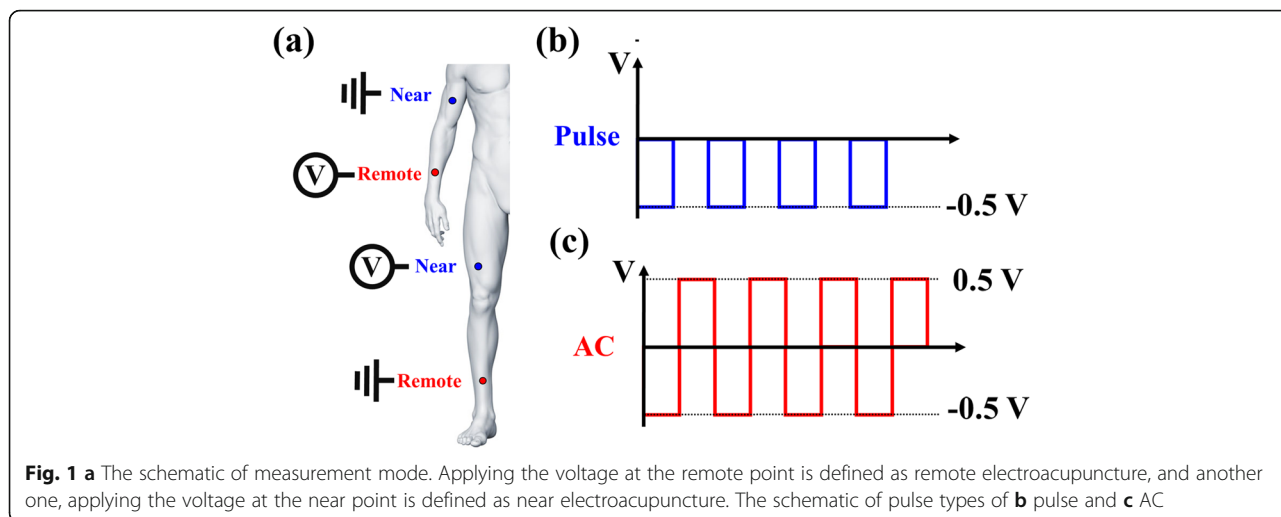 (a)
Near
V
Remote
V
Near
Remote
(b)
V
Pulse
-0.5 V
(c)
V
0.5 V
AC
-0.5 V
Fig. 1 a The schematic of measurement mode. Applying the voltage at the remote point is defined as remote electroacupuncture, and another
one, applying the voltage at the near point is defined as near electroacupuncture. The schematic of pulse types of b pulse and c AC